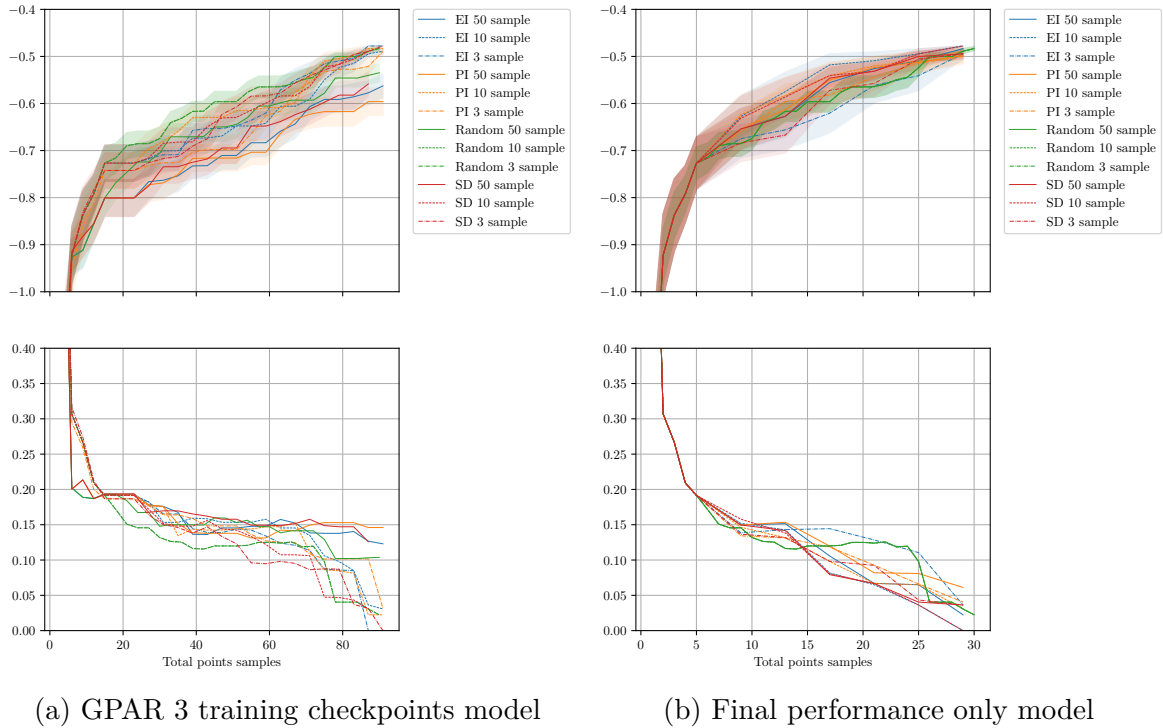 −0.4
−0.5
−0.6
−0.7
−0.8
−0.9
−1.0
EI 50 sample
EI 10 sample
EI 3 sample
PI 50 sample
PI 10 sample
PI 3 sample
Random 50 sample
Random 10 sample
Random 3 sample
SD 50 sample
SD 10 sample
SD 3 sample
0.40
0.35
0.30
0.25
0.20
0.15
0.10
0.05
0.00
0 20 40 60 80
Total points samples
(a) GPAR 3 training checkpoints model
−0.4
−0.5
−0.6
−0.7
−0.8
−0.9
−1.0
EI 50 sample
EI 10 sample
EI 3 sample
PI 50 sample
PI 10 sample
PI 3 sample
Random 50 sample
Random 10 sample
Random 3 sample
SD 50 sample
SD 10 sample
SD 3 sample
0.40
0.35
0.30
0.25
0.20
0.15
0.10
0.05
0.00
0 5 10 15 20 25 30
Total points samples
(b) Final performance only model